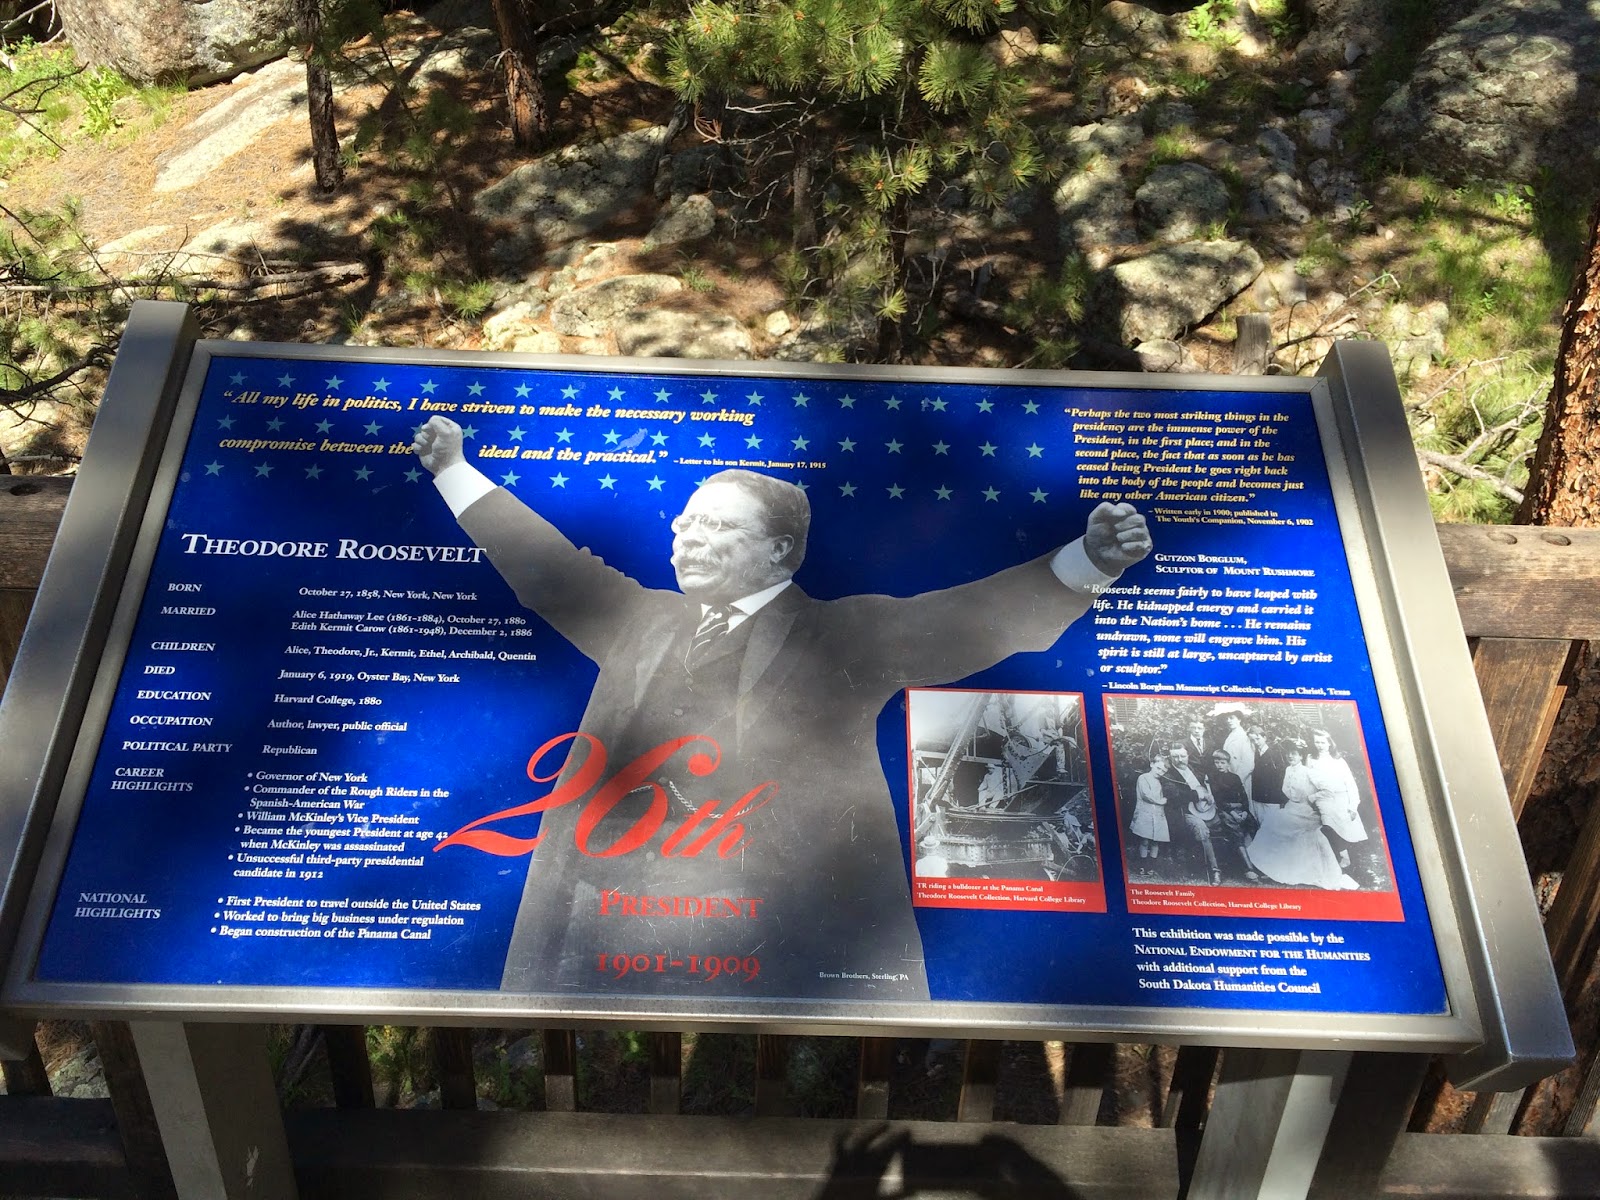 “All my life in politics, I have striven to make the necessary working
compromise between the ideal and the practical.” – Letter to his son Kermit, January 17, 1915
THEODORE ROOSEVELT
BORN October 27, 1858, New York, New York
MARRIED Alice Hathaway Lee (1861-1884), October 27, 1880
Edith Kermit Carow (1861-1948), December 2, 1886
CHILDREN Alice, Theodore, Jr., Kermit, Ethel, Archibald, Quentin
DIED January 6, 1919, Oyster Bay, New York
EDUCATION Harvard College, 1880
OCCUPATION Author, lawyer, public official
POLITICAL PARTY Republican
CAREER
HIGHLIGHTS
• Governor of New York
• Commander of the Rough Riders in the
Spanish-American War
• William McKinley's Vice President
• Became the youngest President at age 42
when McKinley was assassinated
• Unsuccessful third-party presidential
candidate in 1912
NATIONAL
HIGHLIGHTS
• First President to travel outside the United States
• Worked to bring big business under regulation
• Began construction of the Panama Canal
26th
PRESIDENT
1901-1909
Brown Brothers, Sterling, PA
“Perhaps the two most striking things in the
presidency are the immense power of the
President, in the first place; and in the
second place, the fact that as soon as he has
ceased being President he goes right back
into the body of the people and becomes just
like any other American citizen.”
– Written early in 1900; published in
The Youth's Companion, November 6, 1902
GUTZON BORGLUM,
SCULPTOR OF MOUNT RUSHMORE
“Roosevelt seems fairly to have leaped with
life. He kidnapped energy and carried it
into the Nation's home . . . He remains
undrawn, none will engrave him. His
spirit is still at large, uncaptured by artist
or sculptor.”
– Lincoln Borglum Manuscript Collection, Corpus Christi, Texas
TR riding a bulldozer at the Panama Canal
Theodore Roosevelt Collection, Harvard College Library
The Roosevelt Family
Theodore Roosevelt Collection, Harvard College Library
This exhibition was made possible by the
NATIONAL ENDOWMENT FOR THE HUMANITIES
with additional support from the
South Dakota Humanities Council